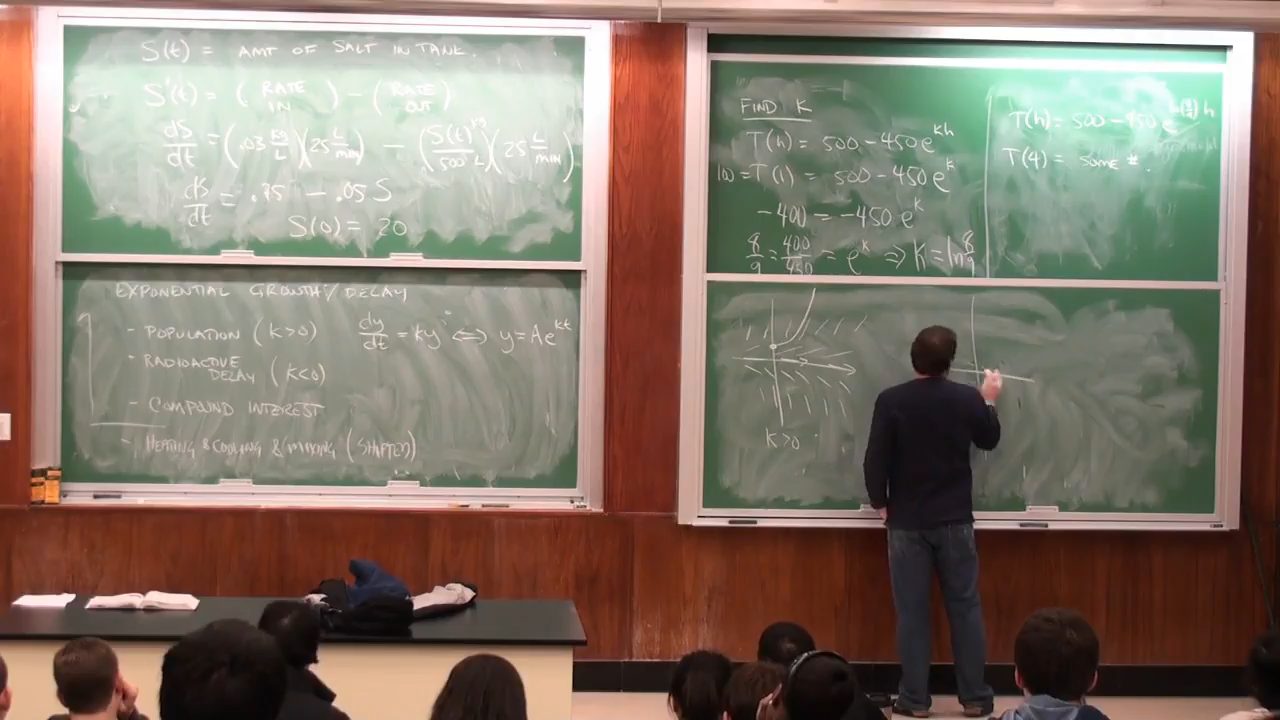 S(t) = AMT OF SALT IN TANK.
S'(t) = (RATE IN) - (RATE OUT)
dS/dt = (.03 kg/L)(25 L/min) - (S(t) kg/500 L)(25 L/MIN)
dS/dt = .75 - .05 S
S(0) = 20
EXPONENTIAL GROWTH/DECAY
- POPULATION (K>0)
dy/dt = ky ⟺ y = Ae^kt
- RADIOACTIVE DECAY (K<0)
- COMPOUND INTEREST
- HEATING & COOLING & MIXING (SHIFTED)
FIND K
T(h) = 500 - 450e^kh
100 = T(1) = 500 - 450e^k
-400 = -450e^k
8/9 = 400/450 = e^k ⇒ K = ln 8/9
T(h) = 500 - 450e^ln(8/9)h
T(4) = SOME #.
k>0